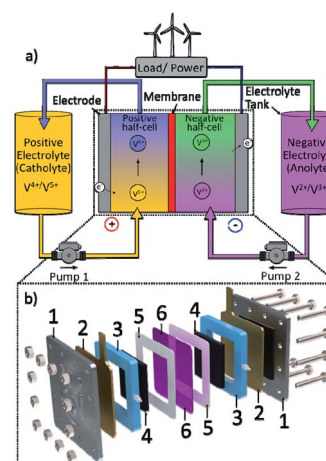 a)
Load/ Power
Electrode
Membrane
Electrolyte
Tank
Positive
half-cell
Negative
half-cell
Positive
Electrolyte
(Catholyte)
V4+/V5+
Negative
Electrolyte
(Anolyte)
V2+/V3+
V4+
V5+
V3+
V2+
e-
e-
+
-
Pump 1
Pump 2
b)
1
2
3
4
5
6
6
5
4
3
2
1